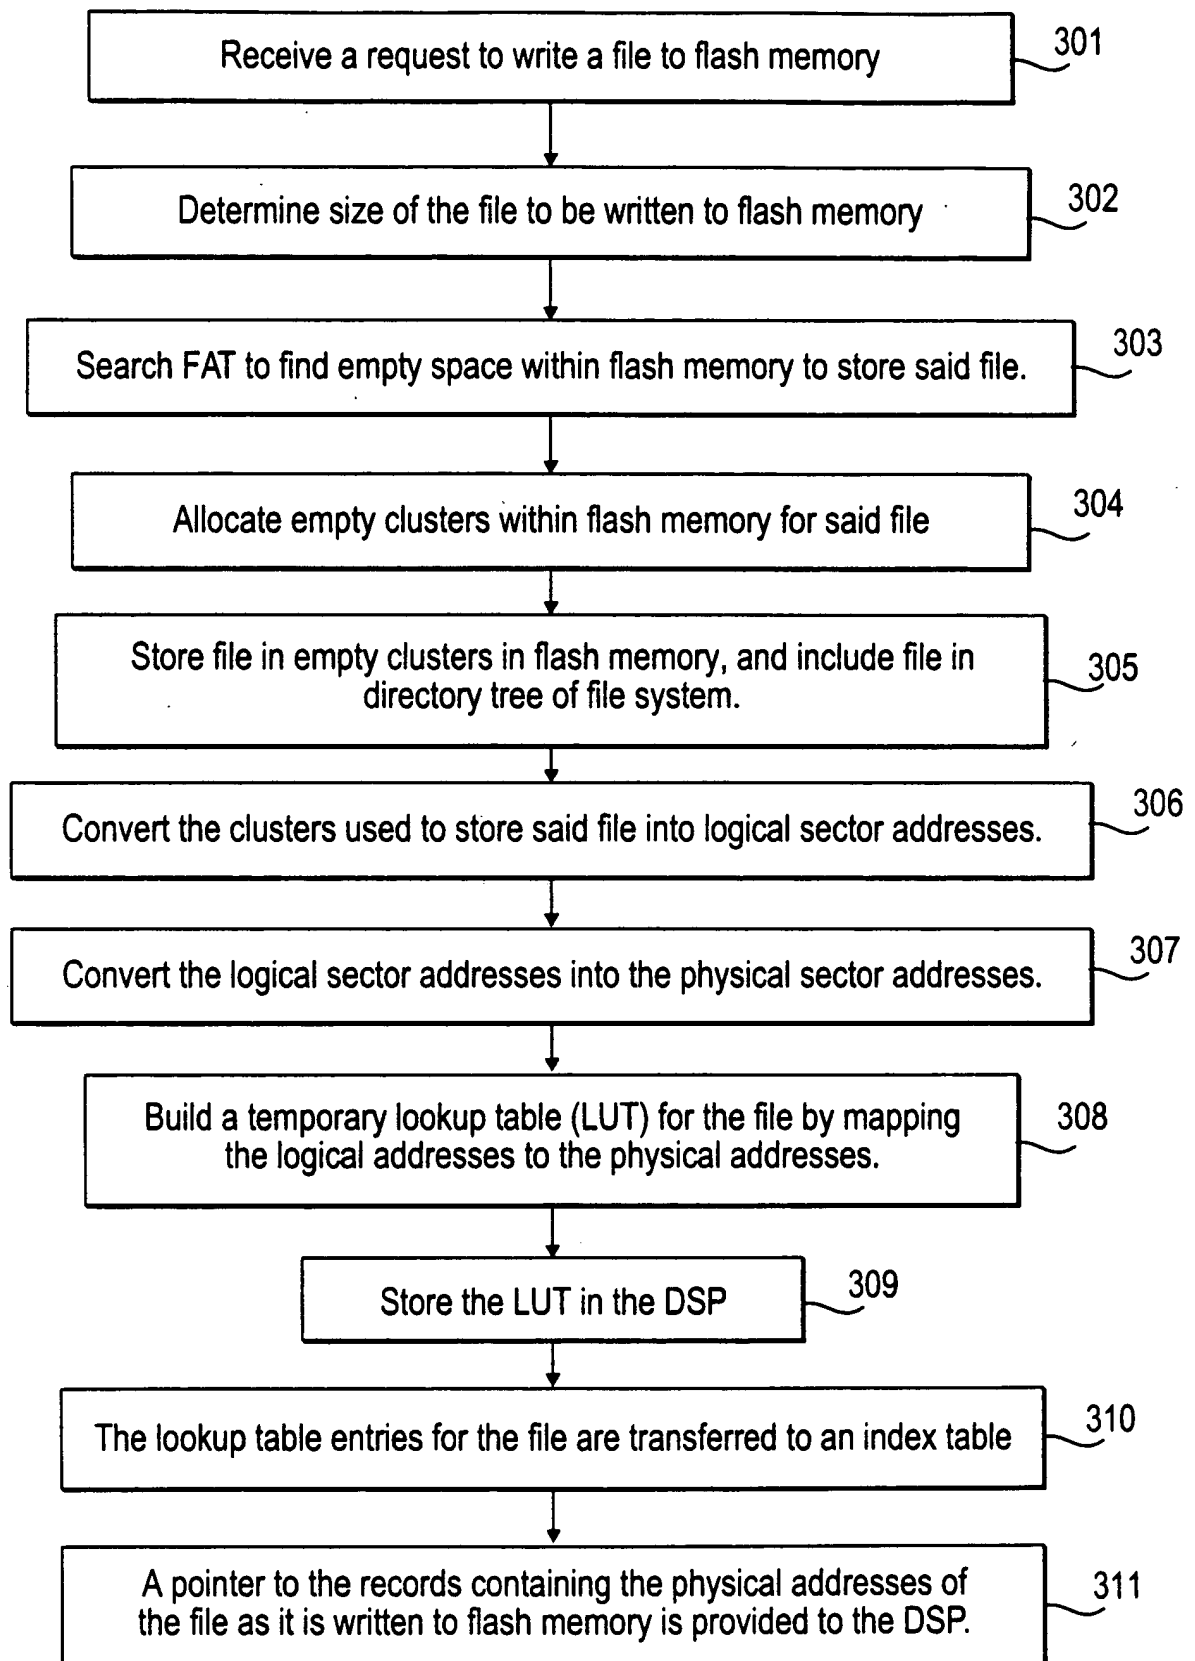 Receive a request to write a file to flash memory
301
Determine size of the file to be written to flash memory
302
Search FAT to find empty space within flash memory to store said file.
303
Allocate empty clusters within flash memory for said file
304
Store file in empty clusters in flash memory, and include file in
directory tree of file system.
305
Convert the clusters used to store said file into logical sector addresses.
306
Convert the logical sector addresses into the physical sector addresses.
307
Build a temporary lookup table (LUT) for the file by mapping
the logical addresses to the physical addresses.
308
Store the LUT in the DSP
309
The lookup table entries for the file are transferred to an index table
310
A pointer to the records containing the physical addresses of
the file as it is written to flash memory is provided to the DSP.
311